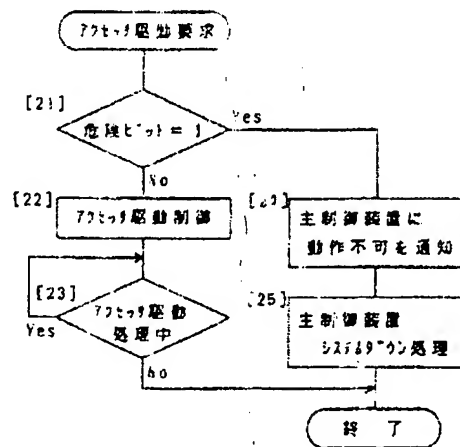 アクセッサ駆動要求
[21]
危険ビット = 1
Yes
No
[22]
アクセッサ駆動制御
[23]
アクセッサ駆動
処理中
Yes
No
主制御装置に
動作不可を通知
[25]
主制御装置
システムダウン処理
終 了